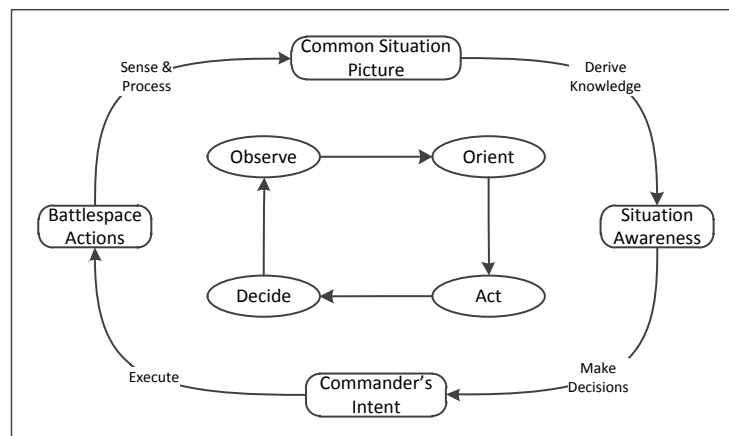 Common Situation
Picture
Sense &
Process
Derive
Knowledge
Observe
Orient
Battlespace
Actions
Situation
Awareness
Decide
Act
Make
Decisions
Execute
Commander's
Intent